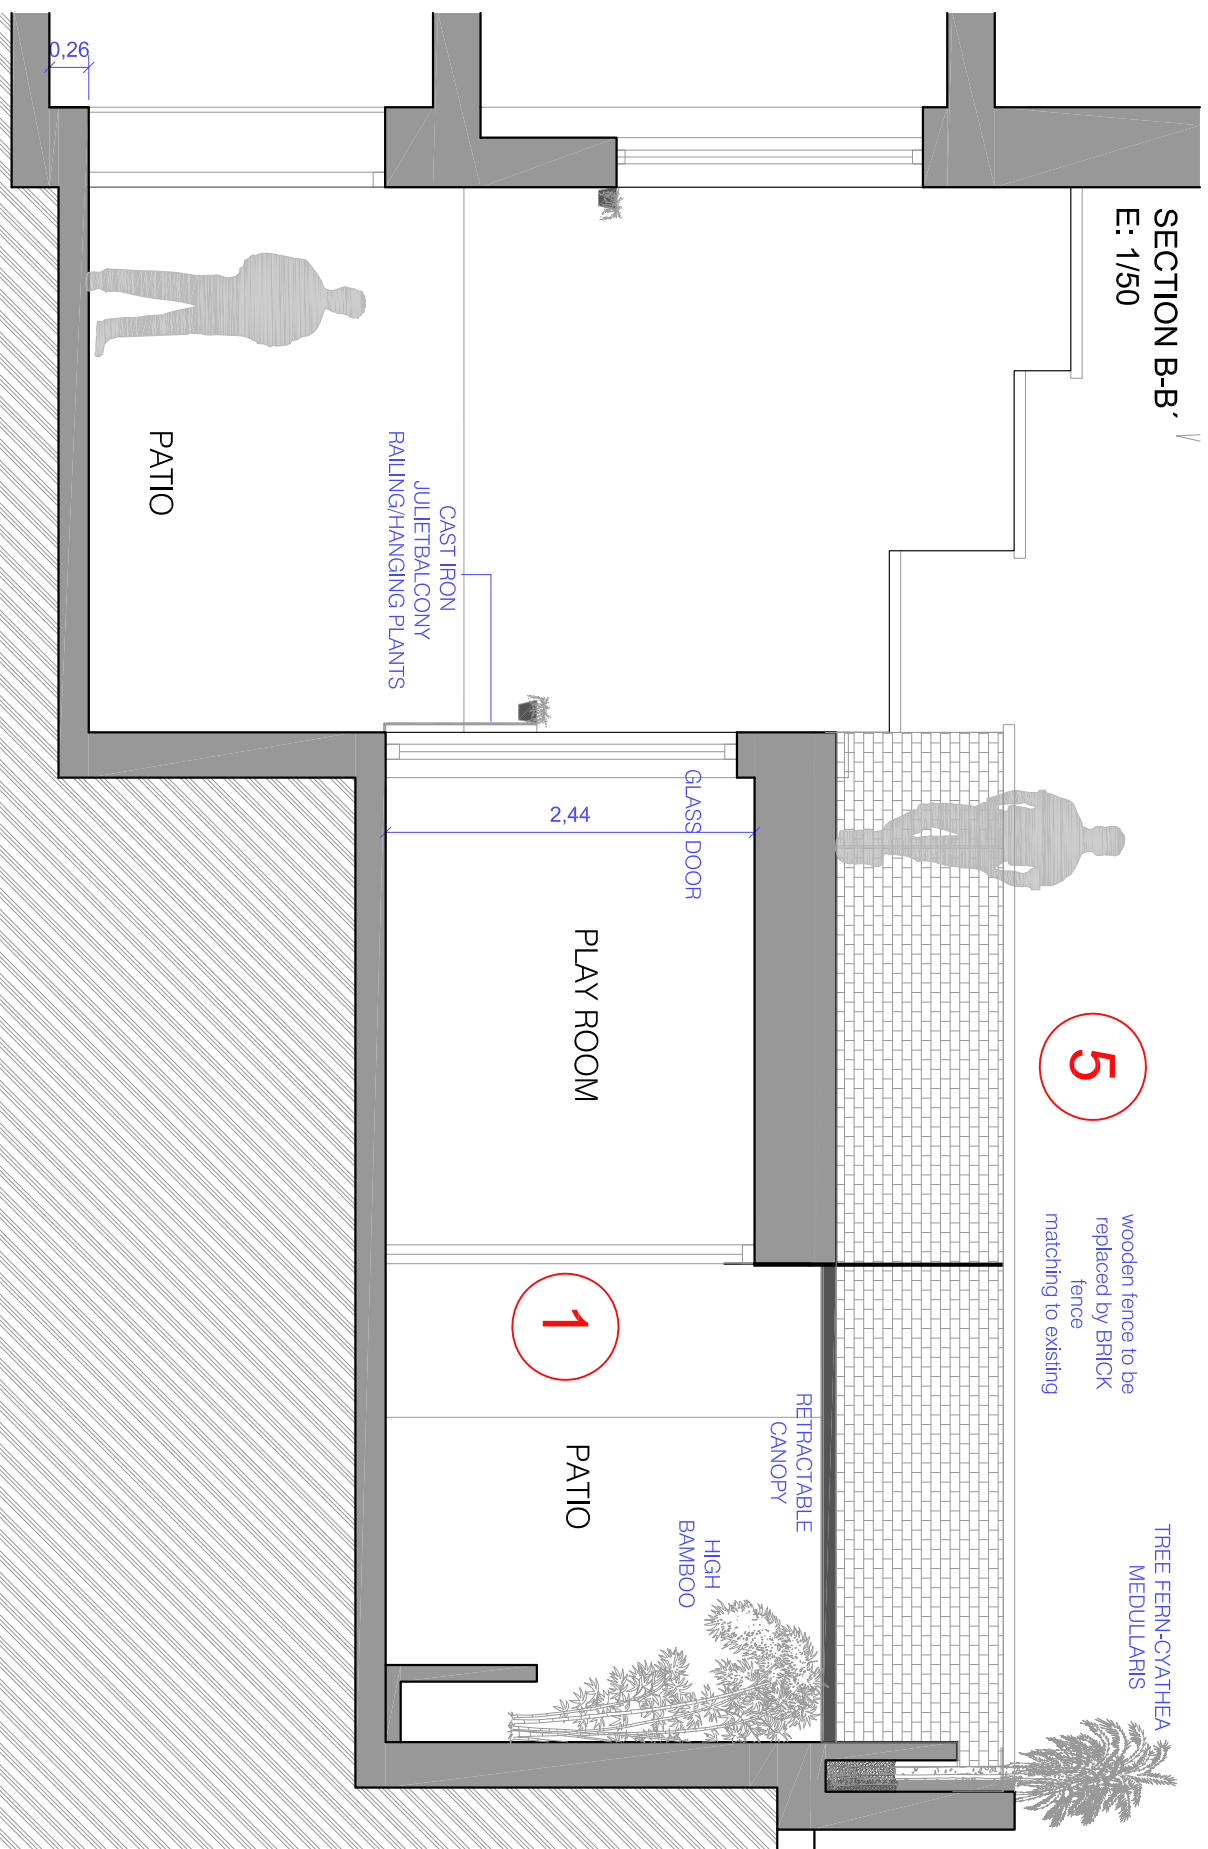 SECTION B-B´
E: 1/50
0,26
PATIO
CAST IRON
JULIETBALCONY
RAILING/HANGING PLANTS
GLASS DOOR
2,44
PLAY ROOM
5
wooden fence to be
replaced by BRICK
fence
matching to existing
1
RETRACTABLE
CANOPY
PATIO
HIGH
BAMBOO
TREE FERN-CYATHEA
MEDULLARIS